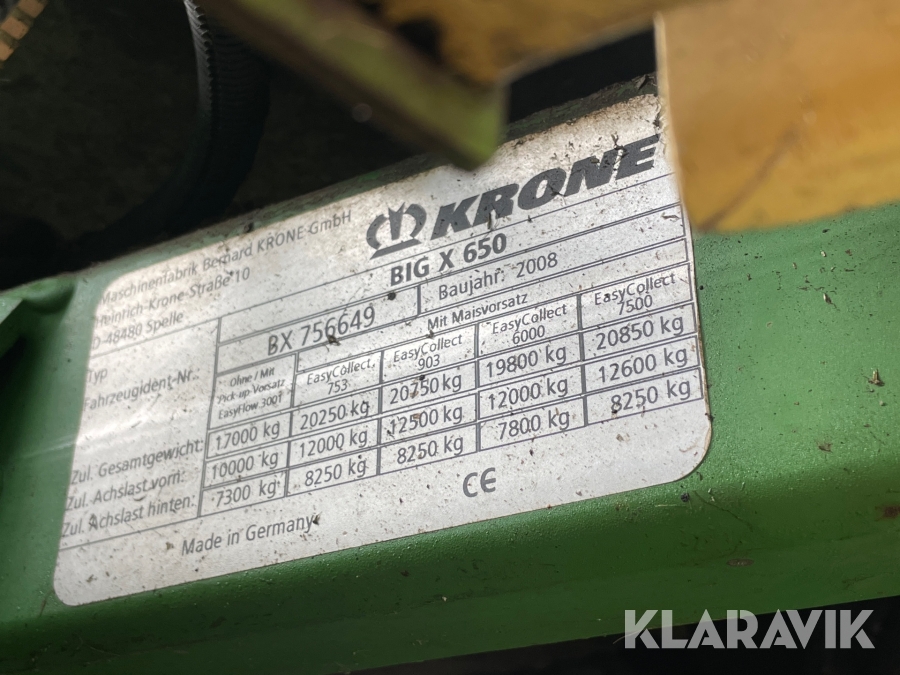 Maschinenfabrik Bernard KRONE GmbH
Heinrich-Krone-Straße 10
D-48480 Spelle
KRONE
Typ BIG X 650
Fahrzeugident-Nr. BX 756649 Baujahr: 2008
Ohne / Mit Pick-up-Vorsatz EasyFlow 3001
Mit Maisvorsatz
EasyCollect 753 EasyCollect 903 EasyCollect 6000 EasyCollect 7500
Zul. Gesamtgewicht: 17000 kg 20250 kg 20750 kg 19800 kg 20850 kg
Zul. Achslast vorn: 10000 kg 12000 kg 12500 kg 12000 kg 12600 kg
Zul. Achslast hinten: 7300 kg 8250 kg 8250 kg 7800 kg 8250 kg
Made in Germany CE
KLARAVIK